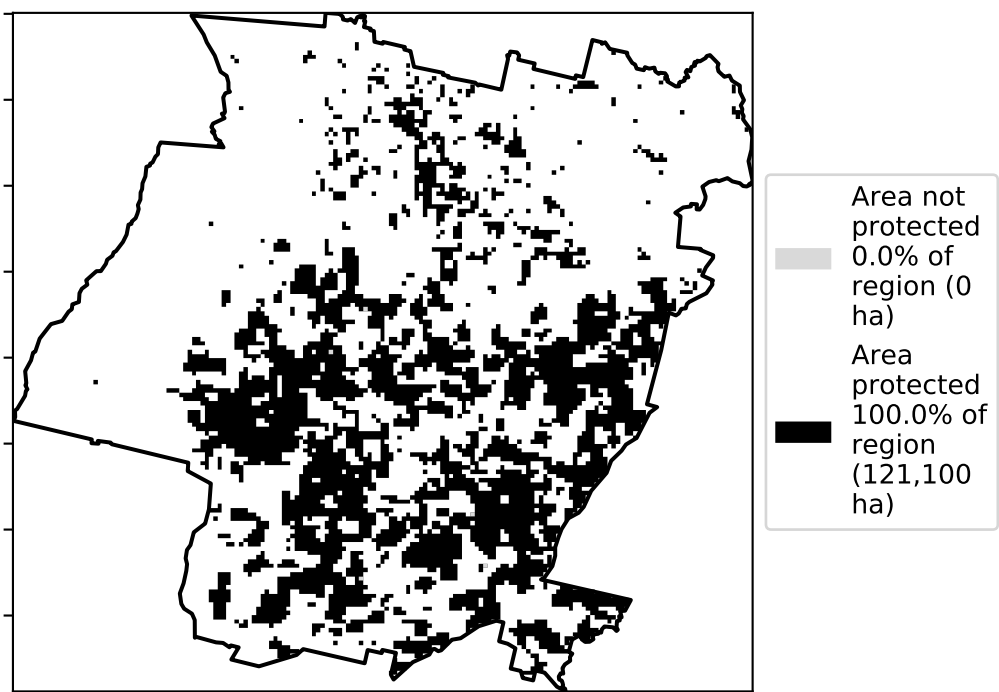 Area not
protected
0.0% of
region (0
ha)
Area
protected
100.0% of
region
(121,100
ha)